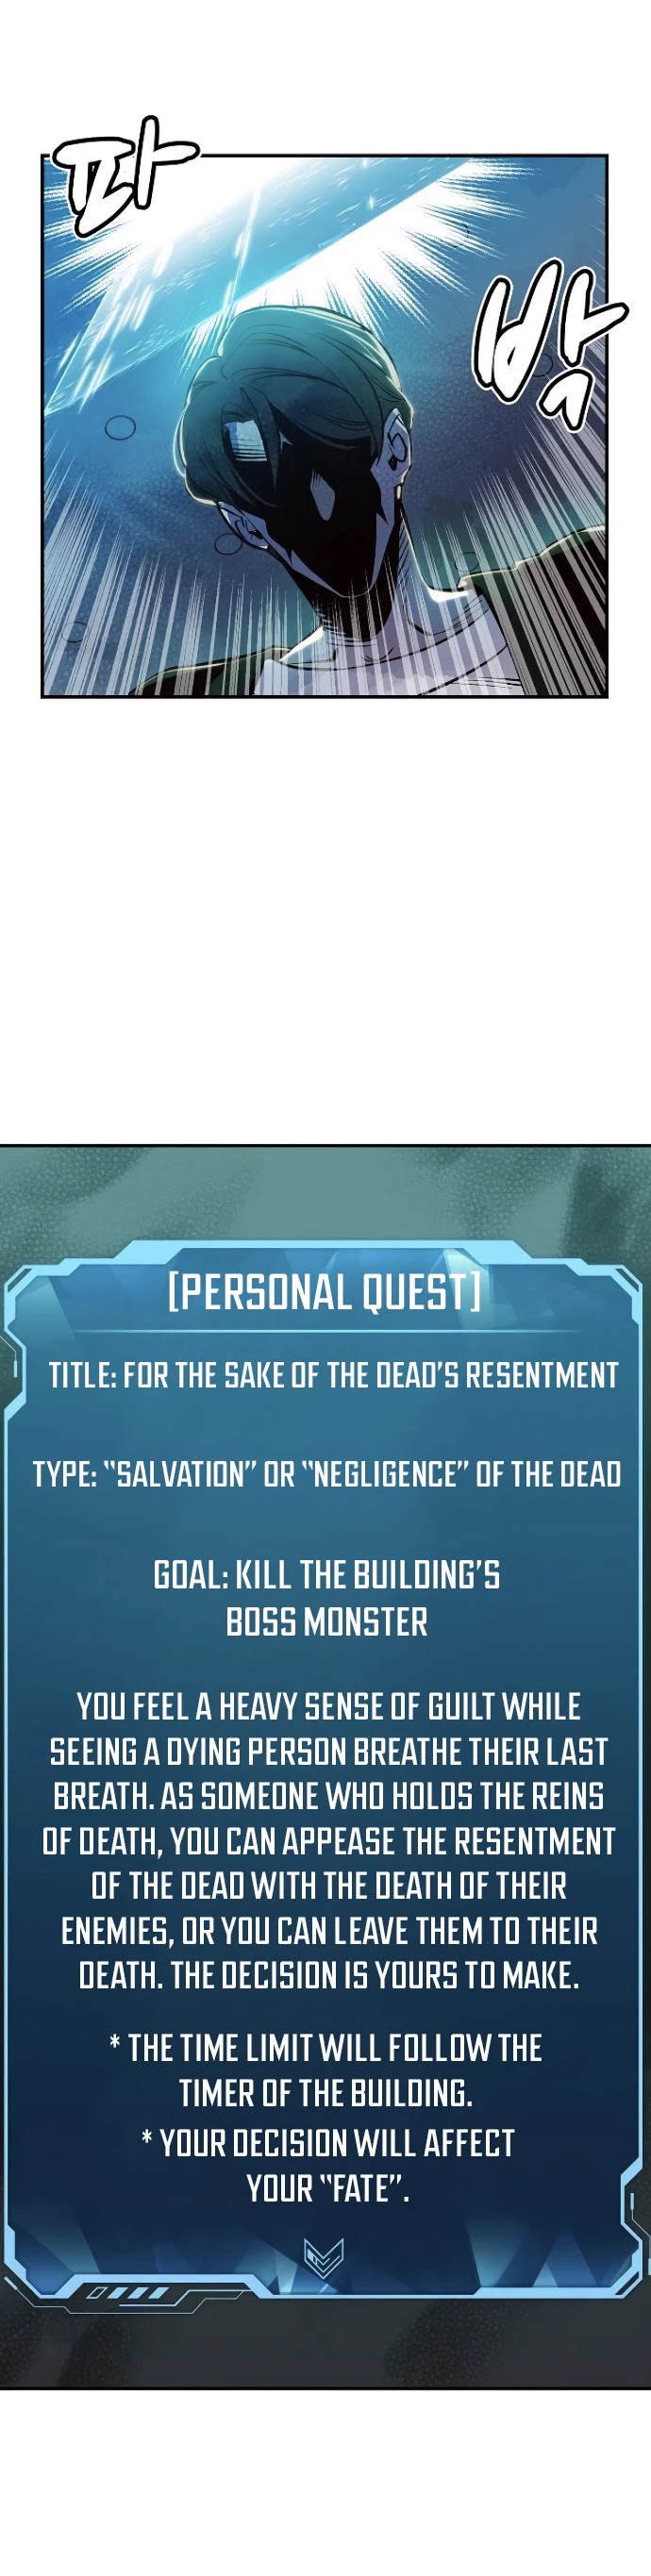 파
밧
[PERSONAL QUEST]
TITLE: FOR THE SAKE OF THE DEAD'S RESENTMENT
TYPE: "SALVATION" OR "NEGLIGENCE" OF THE DEAD
GOAL: KILL THE BUILDING'S
BOSS MONSTER
YOU FEEL A HEAVY SENSE OF GUILT WHILE
SEEING A DYING PERSON BREATHE THEIR LAST
BREATH. AS SOMEONE WHO HOLDS THE REINS
OF DEATH, YOU CAN APPEASE THE RESENTMENT
OF THE DEAD WITH THE DEATH OF THEIR
ENEMIES, OR YOU CAN LEAVE THEM TO THEIR
DEATH. THE DECISION IS YOURS TO MAKE.
* THE TIME LIMIT WILL FOLLOW THE
TIMER OF THE BUILDING.
* YOUR DECISION WILL AFFECT
YOUR "FATE".